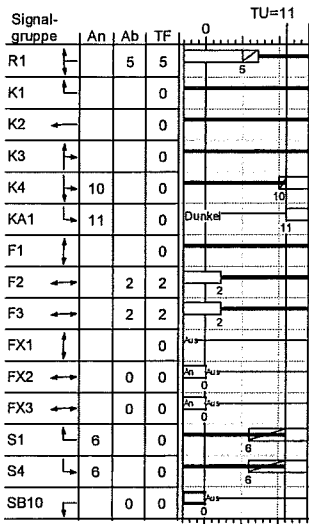 TU=11
Signal-
gruppe An Ab TF 0
R1 5 5 5
K1 0
K2 0
K3 0
K4 10 0 10
KA1 11 0 Dunkel 11
F1 0
F2 2 2 2
F3 2 2 2
FX1 0 Aus
FX2 0 0 An Aus 0
FX3 0 0 An Aus 0
S1 6 0 6
S4 6 0 6
SB10 0 0 Aus 0